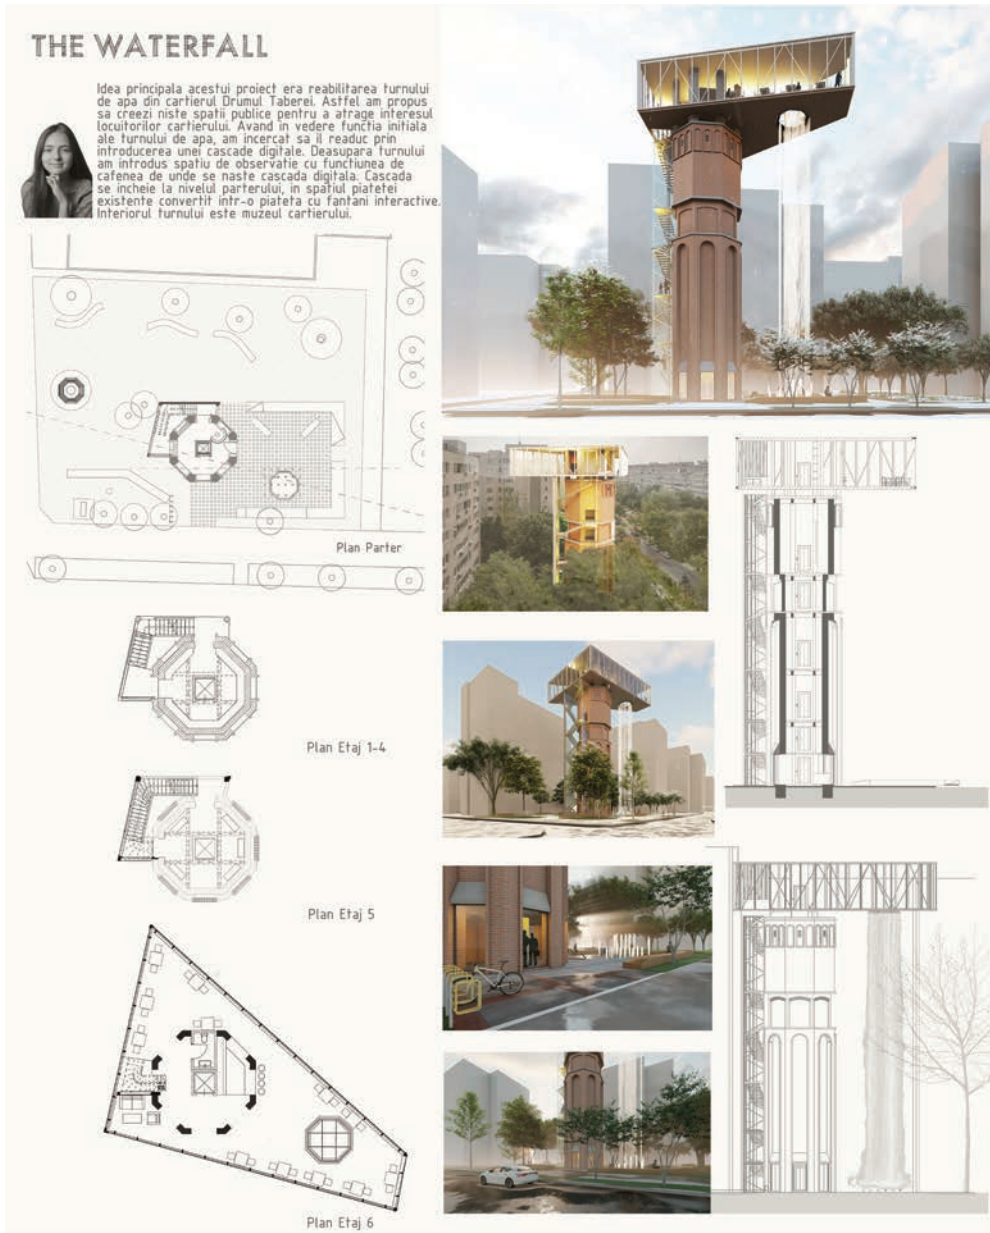 THE WATERFALL
Idea principala acestui proiect era reabilitarea turnului
de apa din cartierul Drumul Taberei. Astfel am propus
sa creezi niste spatii publice pentru a atrage interesul
locuitorilor cartierului. Avand in vedere functia initiala
ale turnului de apa, am incercat sa il readuc prin
introducerea unei cascade digitale. Deasupara turnului
am introdus spatiu de observatie cu functiunea de
cafenea de unde se naste cascada digitala. Cascada
se incheie la nivelul parterului, in spatiul piatetei
existente convertit intr-o piateta cu fantani interactive.
Interiorul turnului este muzeul cartierului.
Plan Parter
Plan Etaj 1-4
Plan Etaj 5
Plan Etaj 6